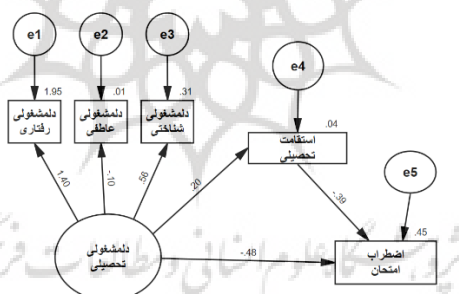 e1
e2
e3
1.95
.01
.31
دلمشغولی
رفتاری
دلمشغولی
عاطفی
دلمشغولی
شناختی
e4
.04
استقامت
تحصیلی
e5
.45
اضطراب
امتحان
1.40
-.10
.56
.20
-.39
-.48
دلمشغولی
تحصیلی